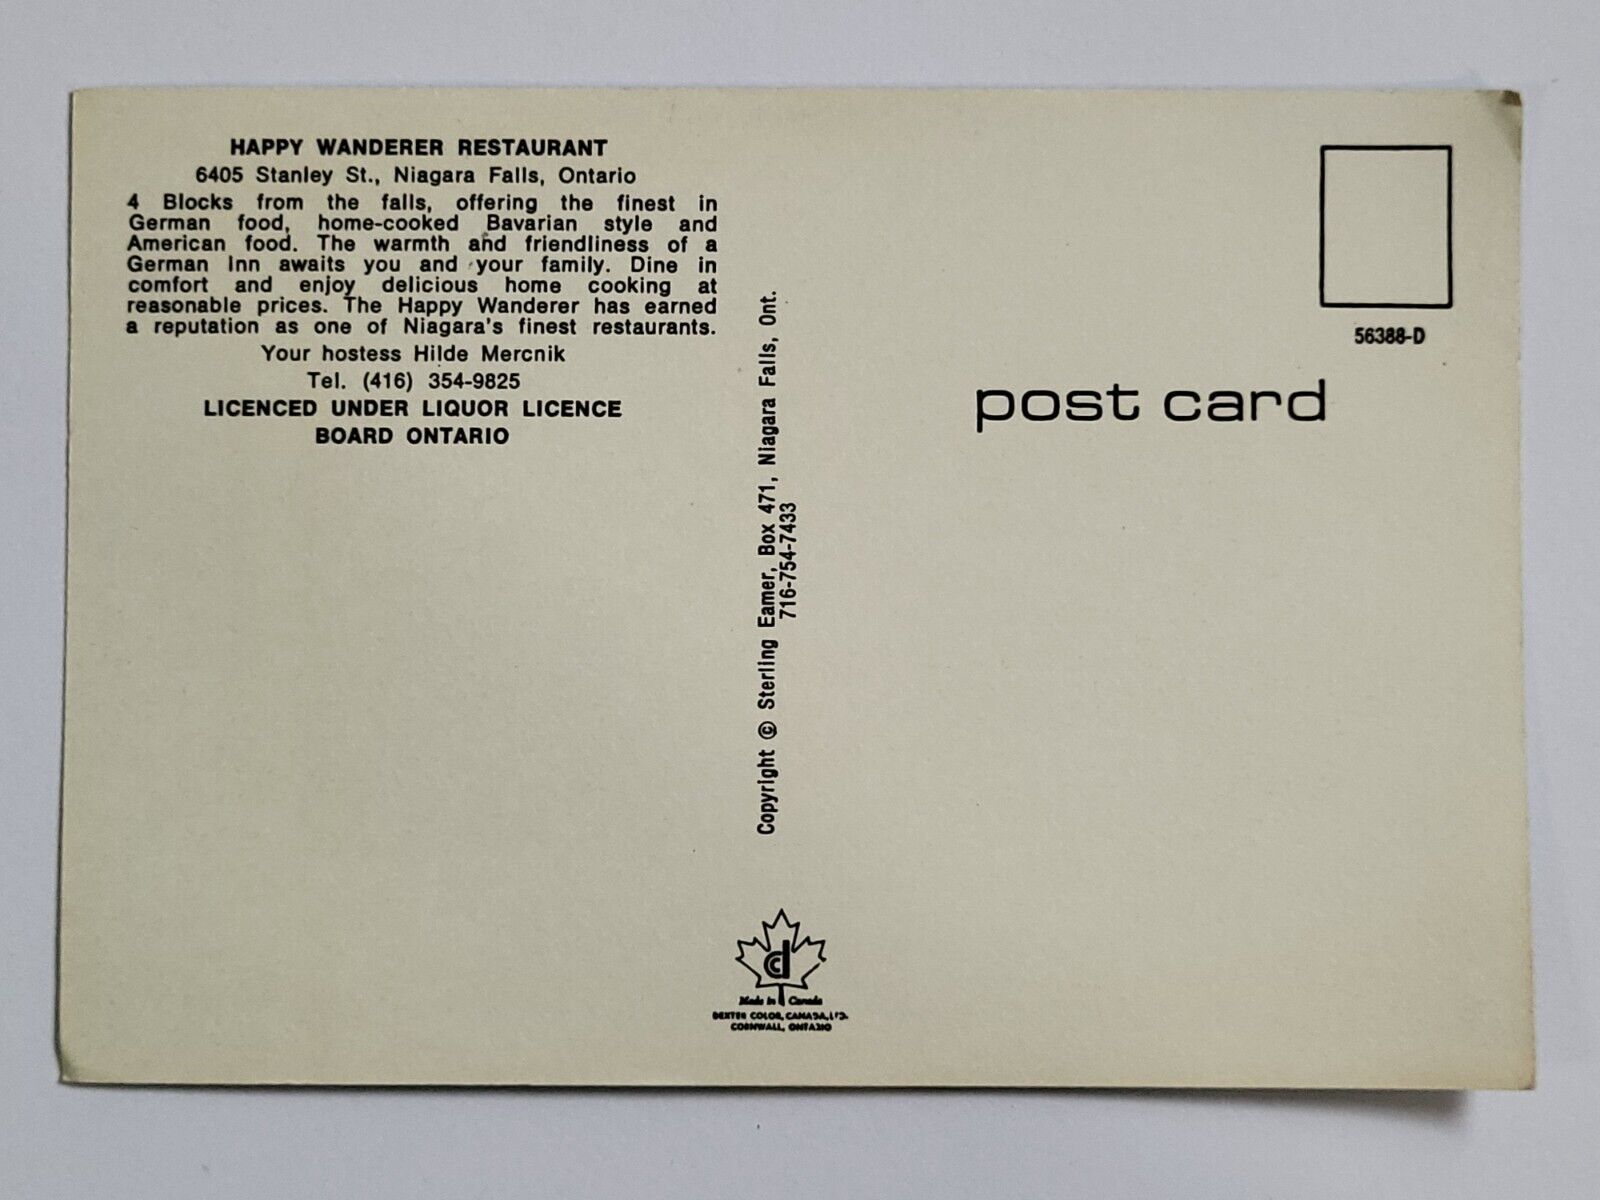 HAPPY WANDERER RESTAURANT
6405 Stanley St., Niagara Falls, Ontario
4 Blocks from the falls, offering the finest in
German food, home-cooked Bavarian style and
American food. The warmth and friendliness of a
German Inn awaits you and your family. Dine in
comfort and enjoy delicious home cooking at
reasonable prices. The Happy Wanderer has earned
a reputation as one of Niagara's finest restaurants.
Your hostess Hilde Mercnik
Tel. (416) 354-9825
LICENCED UNDER LIQUOR LICENCE
BOARD ONTARIO
Copyright © Sterling Eamer, Box 471, Niagara Falls, Ont.
716-754-7433
56388-D
post card
dc
Made in Canada
DEXTER COLOR, CANADA, LTD.
CORNWALL, ONTARIO